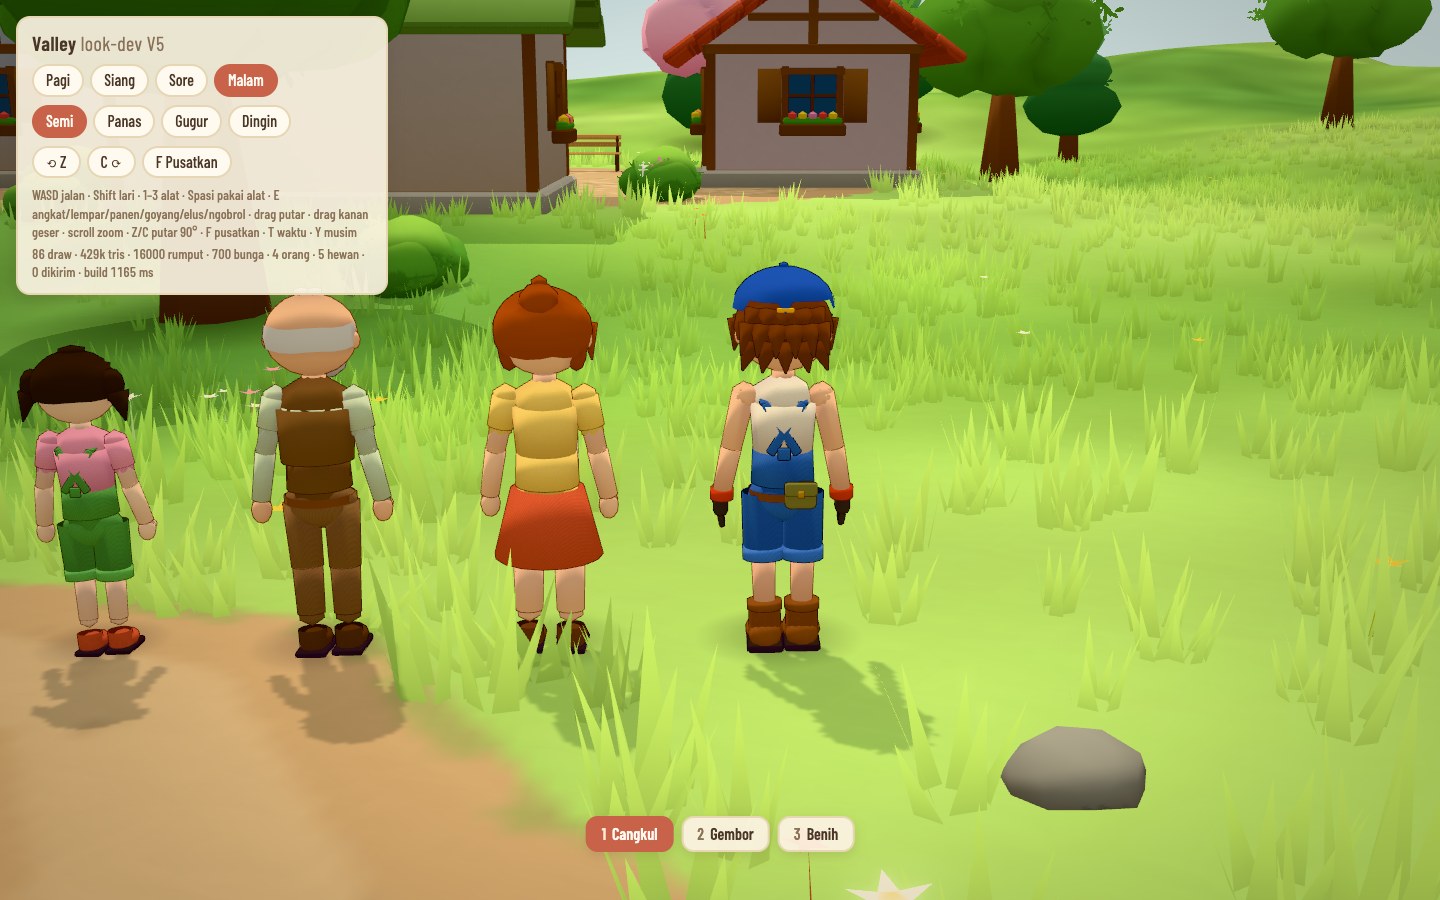 Valley look-dev V5
Pagi Siang Sore Malam
Semi Panas Gugur Dingin
⟲ Z C ⟳ F Pusatkan
WASD jalan · Shift lari · 1–3 alat · Spasi pakai alat · E
angkat/lempar/panen/goyang/elus/ngobrol · drag putar · drag kanan
geser · scroll zoom · Z/C putar 90° · F pusatkan · T waktu · Y musim
86 draw · 429k tris · 16000 rumput · 700 bunga · 4 orang · 5 hewan ·
0 dikirim · build 1165 ms
1 Cangkul 2 Gembor 3 Benih